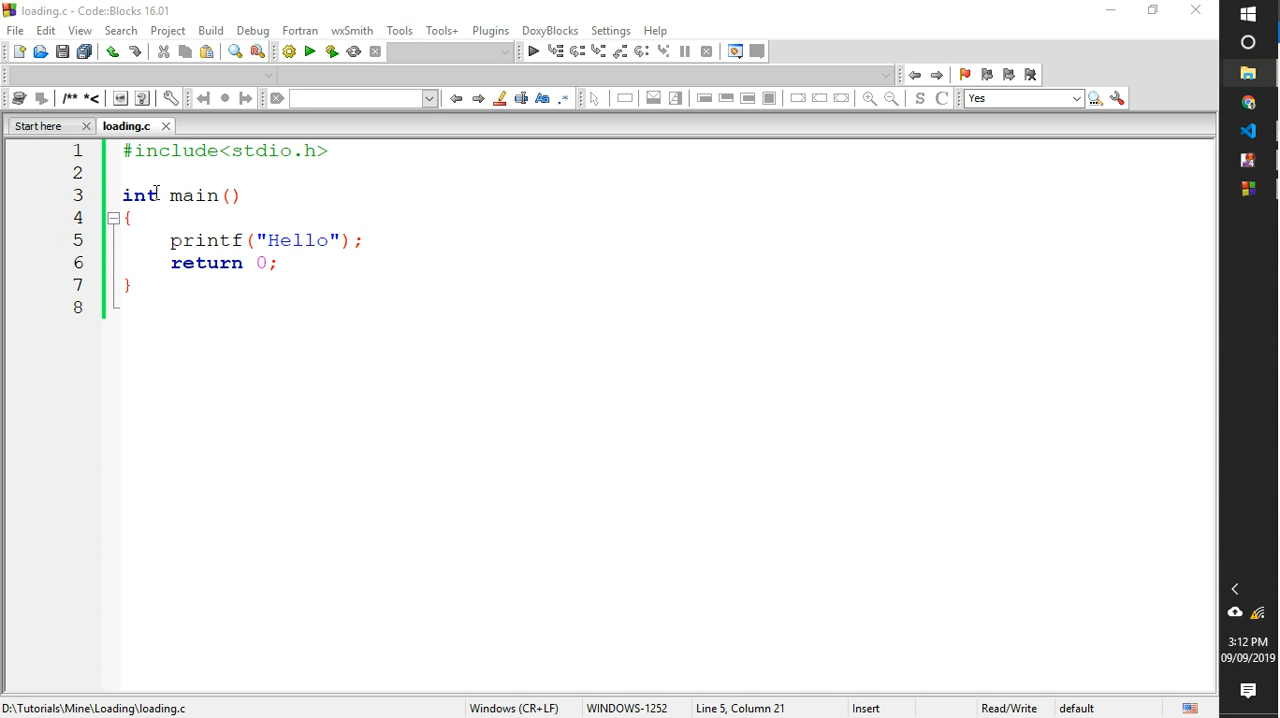 loading.c - Code::Blocks 16.01
File Edit View Search Project Build Debug Fortran wxSmith Tools Tools+ Plugins DoxyBlocks Settings Help
/** *< Aa .* S C Yes
Start here loading.c
1 #include<stdio.h>
2
3 int main()
4 {
5 printf("Hello");
6 return 0;
7 }
8
3:12 PM
09/09/2019
D:\Tutorials\Mine\Loading\loading.c Windows (CR+LF) WINDOWS-1252 Line 5, Column 21 Insert Read/Write default